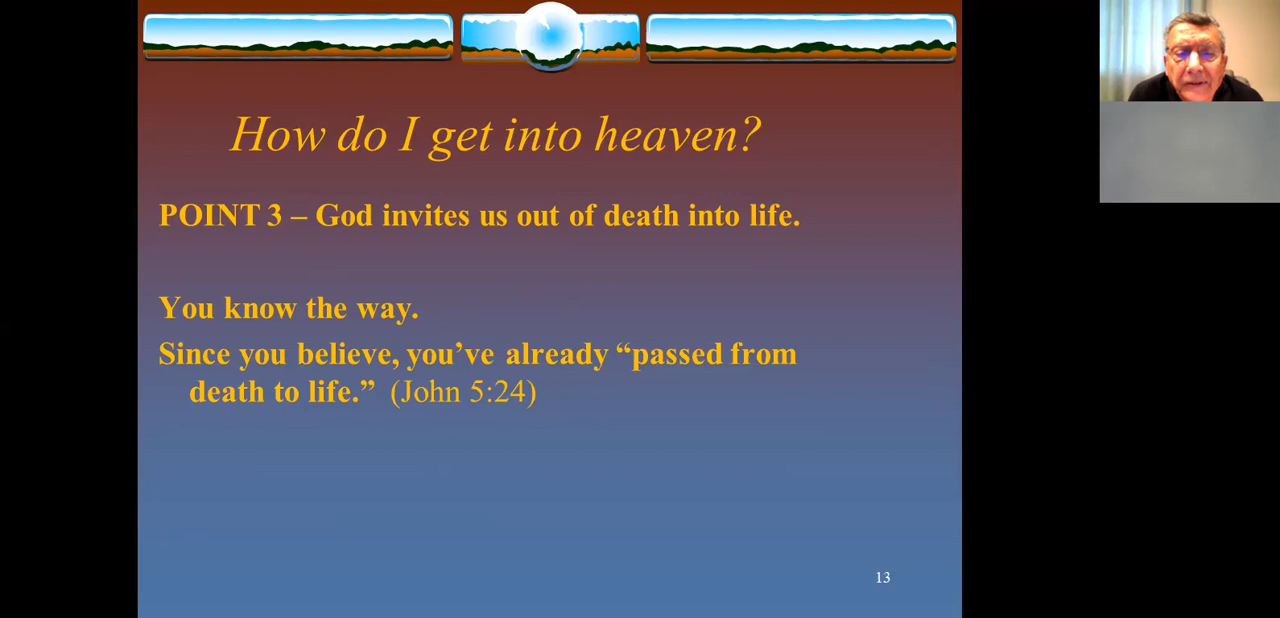 How do I get into heaven?
POINT 3 – God invites us out of death into life.
You know the way.
Since you believe, you’ve already “passed from
death to life.” (John 5:24)
13